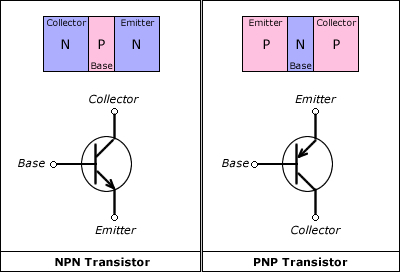 Collector Emitter
N P N
Base
Collector
Base
Emitter
NPN Transistor
Emitter Collector
P N P
Base
Emitter
Base
Collector
PNP Transistor